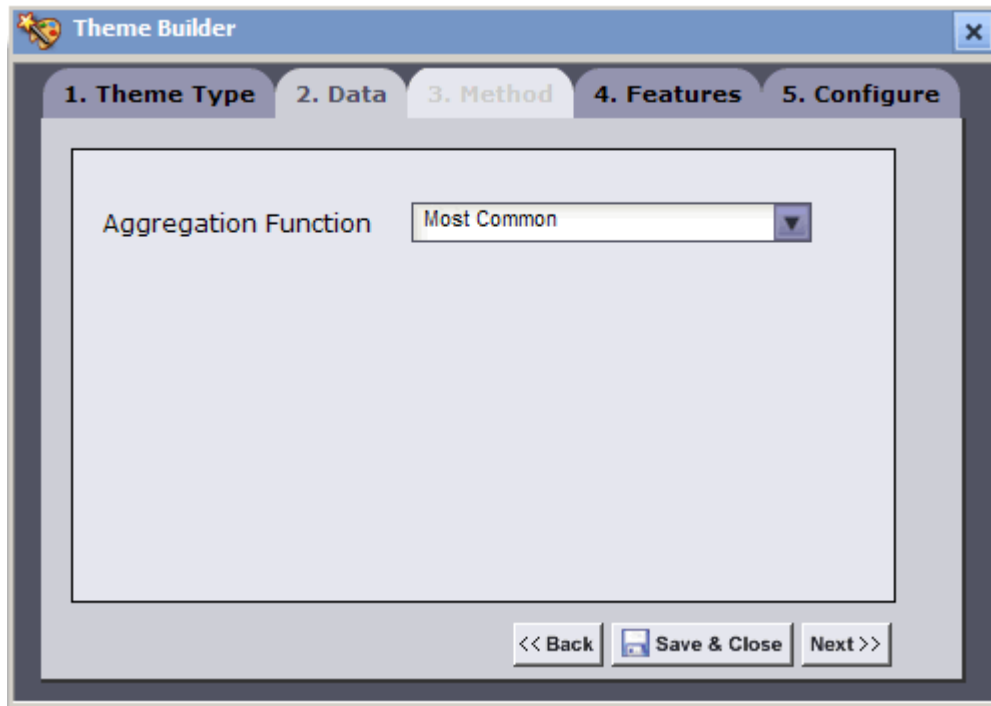 Theme Builder
1. Theme Type 2. Data 3. Method 4. Features 5. Configure
Aggregation Function Most Common
<< Back Save & Close Next >>